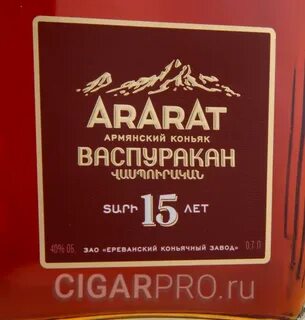 ARARAT
АРМЯНСКИЙ КОНЬЯК
ВАСПУРАКАН
ՎԱՍՊՈՒՐԱԿԱՆ
ՏԱՐԻ 15 ЛЕТ
40% ОБ. 0.7 Л
ЗАО «ЕРЕВАНСКИЙ КОНЬЯЧНЫЙ ЗАВОД»
CIGARPRO.ru